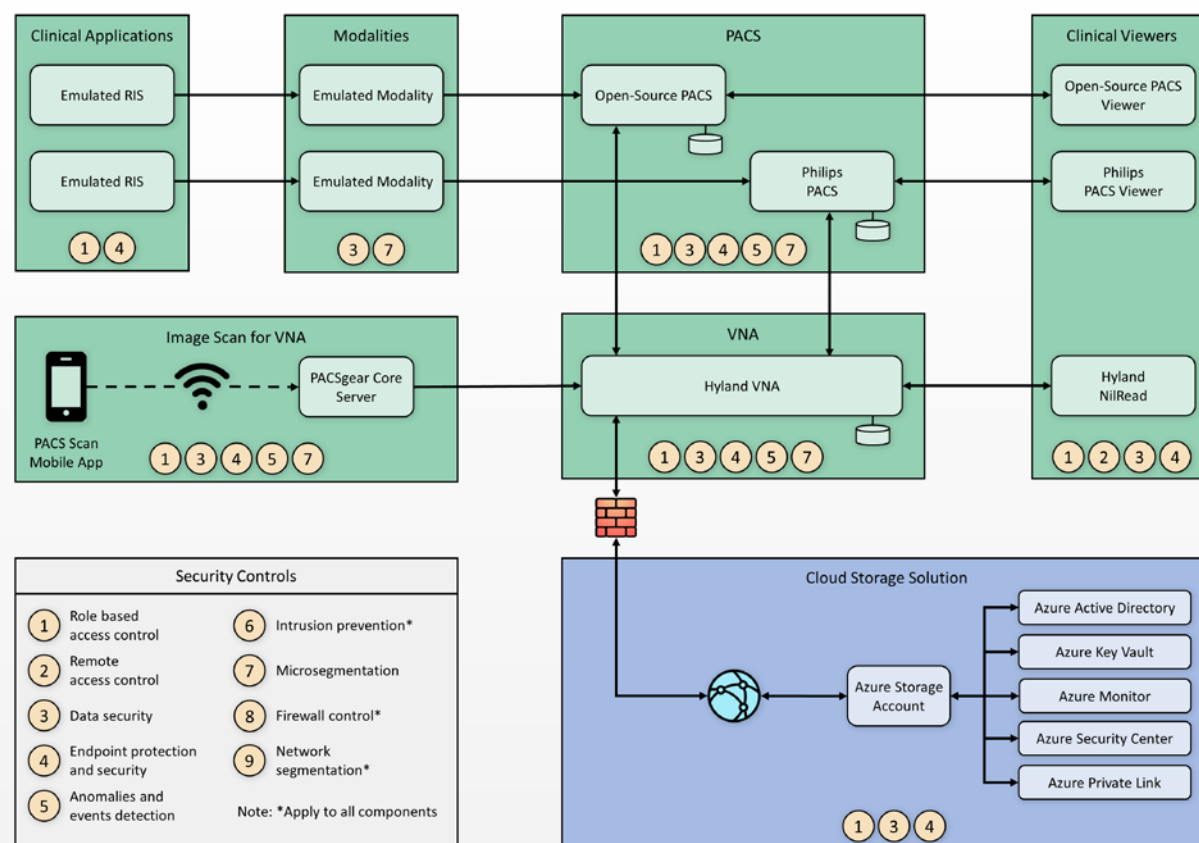 Clinical Applications
Emulated RIS
Emulated RIS
1 4
Modalities
Emulated Modality
Emulated Modality
3 7
PACS
Open-Source PACS
Philips
PACS
1 3 4 5 7
Clinical Viewers
Open-Source PACS
Viewer
Philips
PACS Viewer
Hyland
NilRead
1 2 3 4
Image Scan for VNA
PACS Scan
Mobile App
PACSgear Core
Server
1 3 4 5 7
VNA
Hyland VNA
1 3 4 5 7
Security Controls
1 Role based
access control
2 Remote
access control
3 Data security
4 Endpoint protection
and security
5 Anomalies and
events detection
6 Intrusion prevention*
7 Microsegmentation
8 Firewall control*
9 Network
segmentation*
Note: *Apply to all components
Cloud Storage Solution
Azure Storage
Account
Azure Active Directory
Azure Key Vault
Azure Monitor
Azure Security Center
Azure Private Link
1 3 4